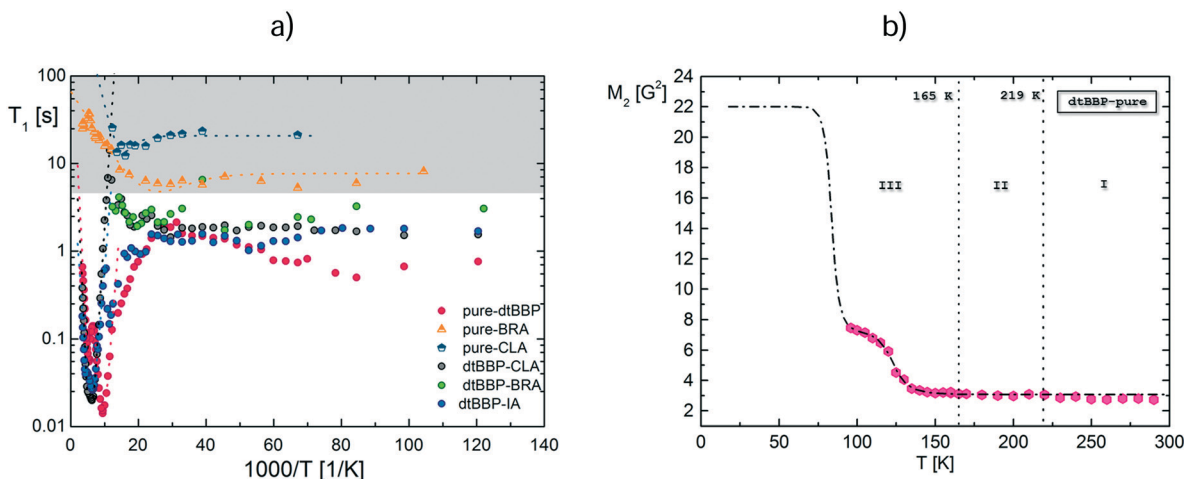 a)
b)
T1 [s]
100
10
1
0.1
0.01
0 20 40 60 80 100 120 140
1000/T [1/K]
pure-dtBBP
pure-BRA
pure-CLA
dtBBP-CLA
dtBBP-BRA
dtBBP-IA
M2 [G²]
24
22
20
18
16
14
12
10
8
6
4
2
0 50 100 150 200 250 300
T [K]
165 K
219 K
dtBBP-pure
III
II
I